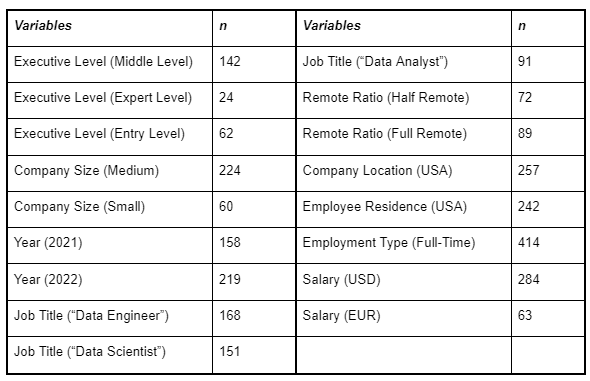 Variables n Variables n
Executive Level (Middle Level) 142 Job Title (“Data Analyst”) 91
Executive Level (Expert Level) 24 Remote Ratio (Half Remote) 72
Executive Level (Entry Level) 62 Remote Ratio (Full Remote) 89
Company Size (Medium) 224 Company Location (USA) 257
Company Size (Small) 60 Employee Residence (USA) 242
Year (2021) 158 Employment Type (Full-Time) 414
Year (2022) 219 Salary (USD) 284
Job Title (“Data Engineer”) 168 Salary (EUR) 63
Job Title (“Data Scientist”) 151